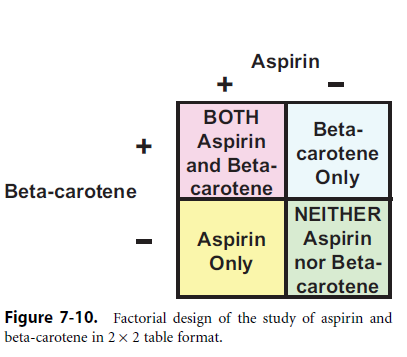 Aspirin
+ −
+
BOTH
Aspirin
and Beta-
carotene
Beta-
carotene
Only
Beta-carotene
−
Aspirin
Only
NEITHER
Aspirin
nor Beta-
carotene
Figure 7-10. Factorial design of the study of aspirin and
beta-carotene in 2 × 2 table format.